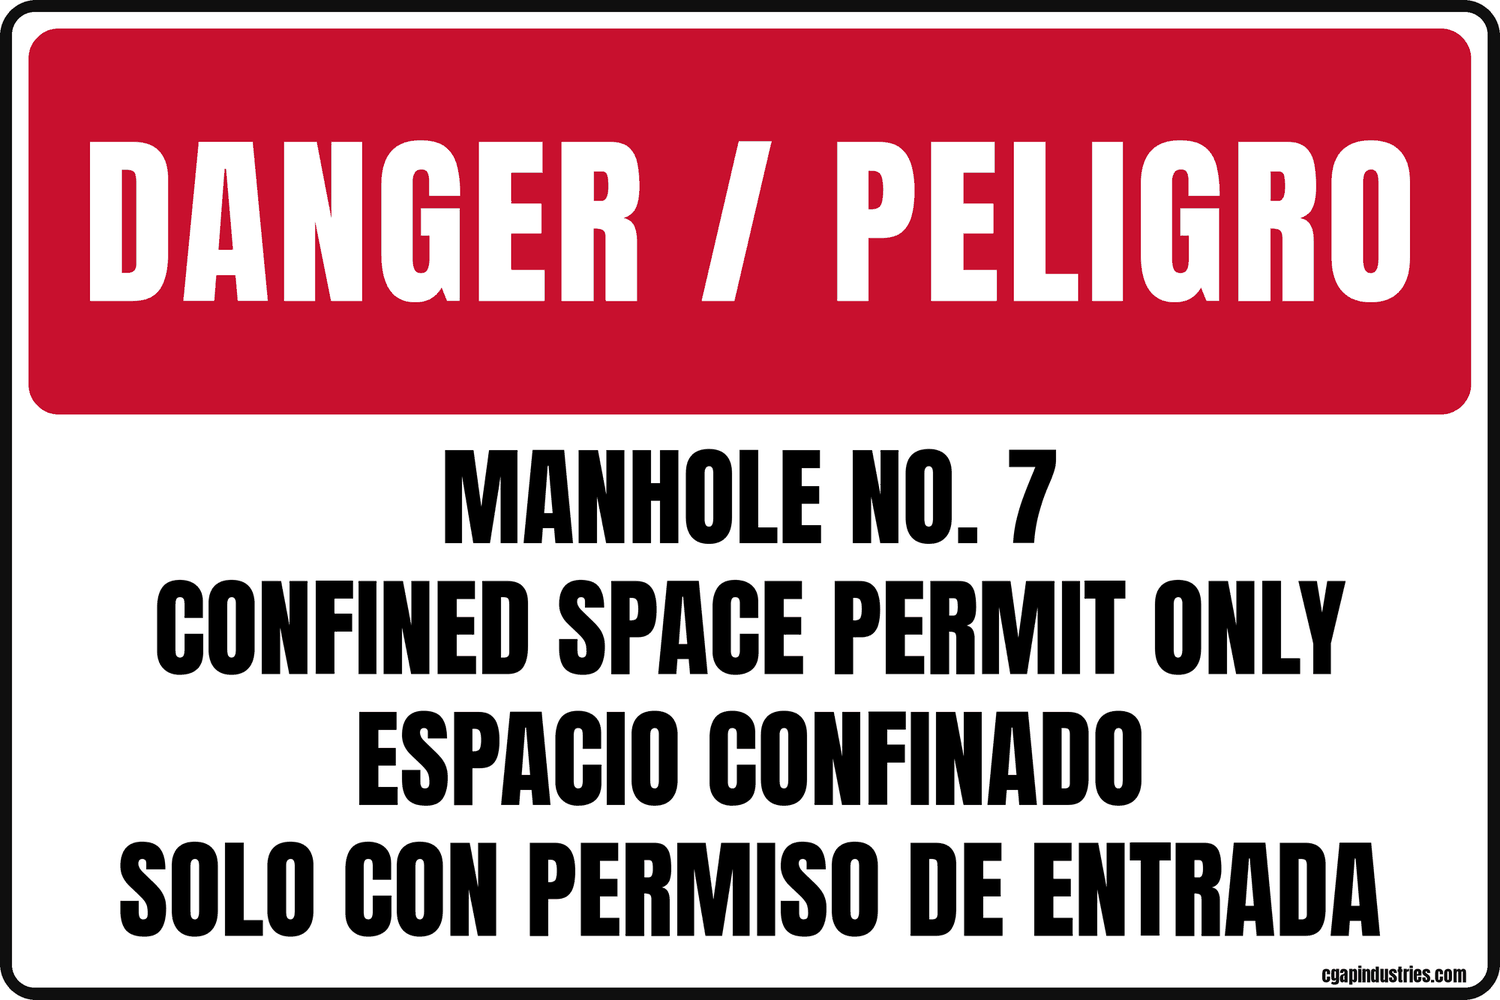 DANGER / PELIGRO
MANHOLE NO. 7
CONFINED SPACE PERMIT ONLY
ESPACIO CONFINADO
SOLO CON PERMISO DE ENTRADA
cgapindustries.com